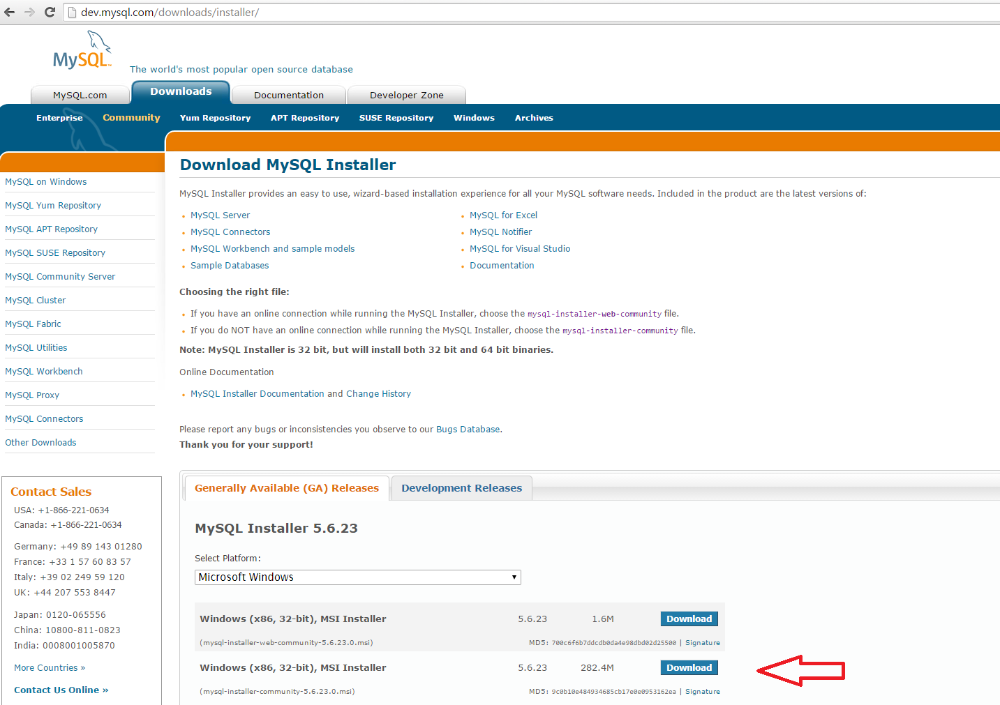 dev.mysql.com/downloads/installer/
MySQL™
The world's most popular open source database
MySQL.com
Downloads
Documentation
Developer Zone
Enterprise
Community
Yum Repository
APT Repository
SUSE Repository
Windows
Archives
MySQL on Windows
MySQL Yum Repository
MySQL APT Repository
MySQL SUSE Repository
MySQL Community Server
MySQL Cluster
MySQL Fabric
MySQL Utilities
MySQL Workbench
MySQL Proxy
MySQL Connectors
Other Downloads
Contact Sales
USA: +1-866-221-0634
Canada: +1-866-221-0634
Germany: +49 89 143 01280
France: +33 1 57 60 83 57
Italy: +39 02 249 59 120
UK: +44 207 553 8447
Japan: 0120-065556
China: 10800-811-0823
India: 0008001005870
More Countries »
Contact Us Online »
Download MySQL Installer
MySQL Installer provides an easy to use, wizard-based installation experience for all your MySQL software needs. Included in the product are the latest versions of:
MySQL Server
MySQL Connectors
MySQL Workbench and sample models
Sample Databases
MySQL for Excel
MySQL Notifier
MySQL for Visual Studio
Documentation
Choosing the right file:
If you have an online connection while running the MySQL Installer, choose the mysql-installer-web-community file.
If you do NOT have an online connection while running the MySQL Installer, choose the mysql-installer-community file.
Note: MySQL Installer is 32 bit, but will install both 32 bit and 64 bit binaries.
Online Documentation
MySQL Installer Documentation and Change History
Please report any bugs or inconsistencies you observe to our Bugs Database.
Thank you for your support!
Generally Available (GA) Releases
Development Releases
MySQL Installer 5.6.23
Select Platform:
Microsoft Windows
Windows (x86, 32-bit), MSI Installer 5.6.23 1.6M Download
(mysql-installer-web-community-5.6.23.0.msi) MD5: 700c6f6b7ddcdb0da4e98dbd02d25500 | Signature
Windows (x86, 32-bit), MSI Installer 5.6.23 282.4M Download
(mysql-installer-community-5.6.23.0.msi) MD5: 9c0b10e484934685cb17e0e0953162ea | Signature